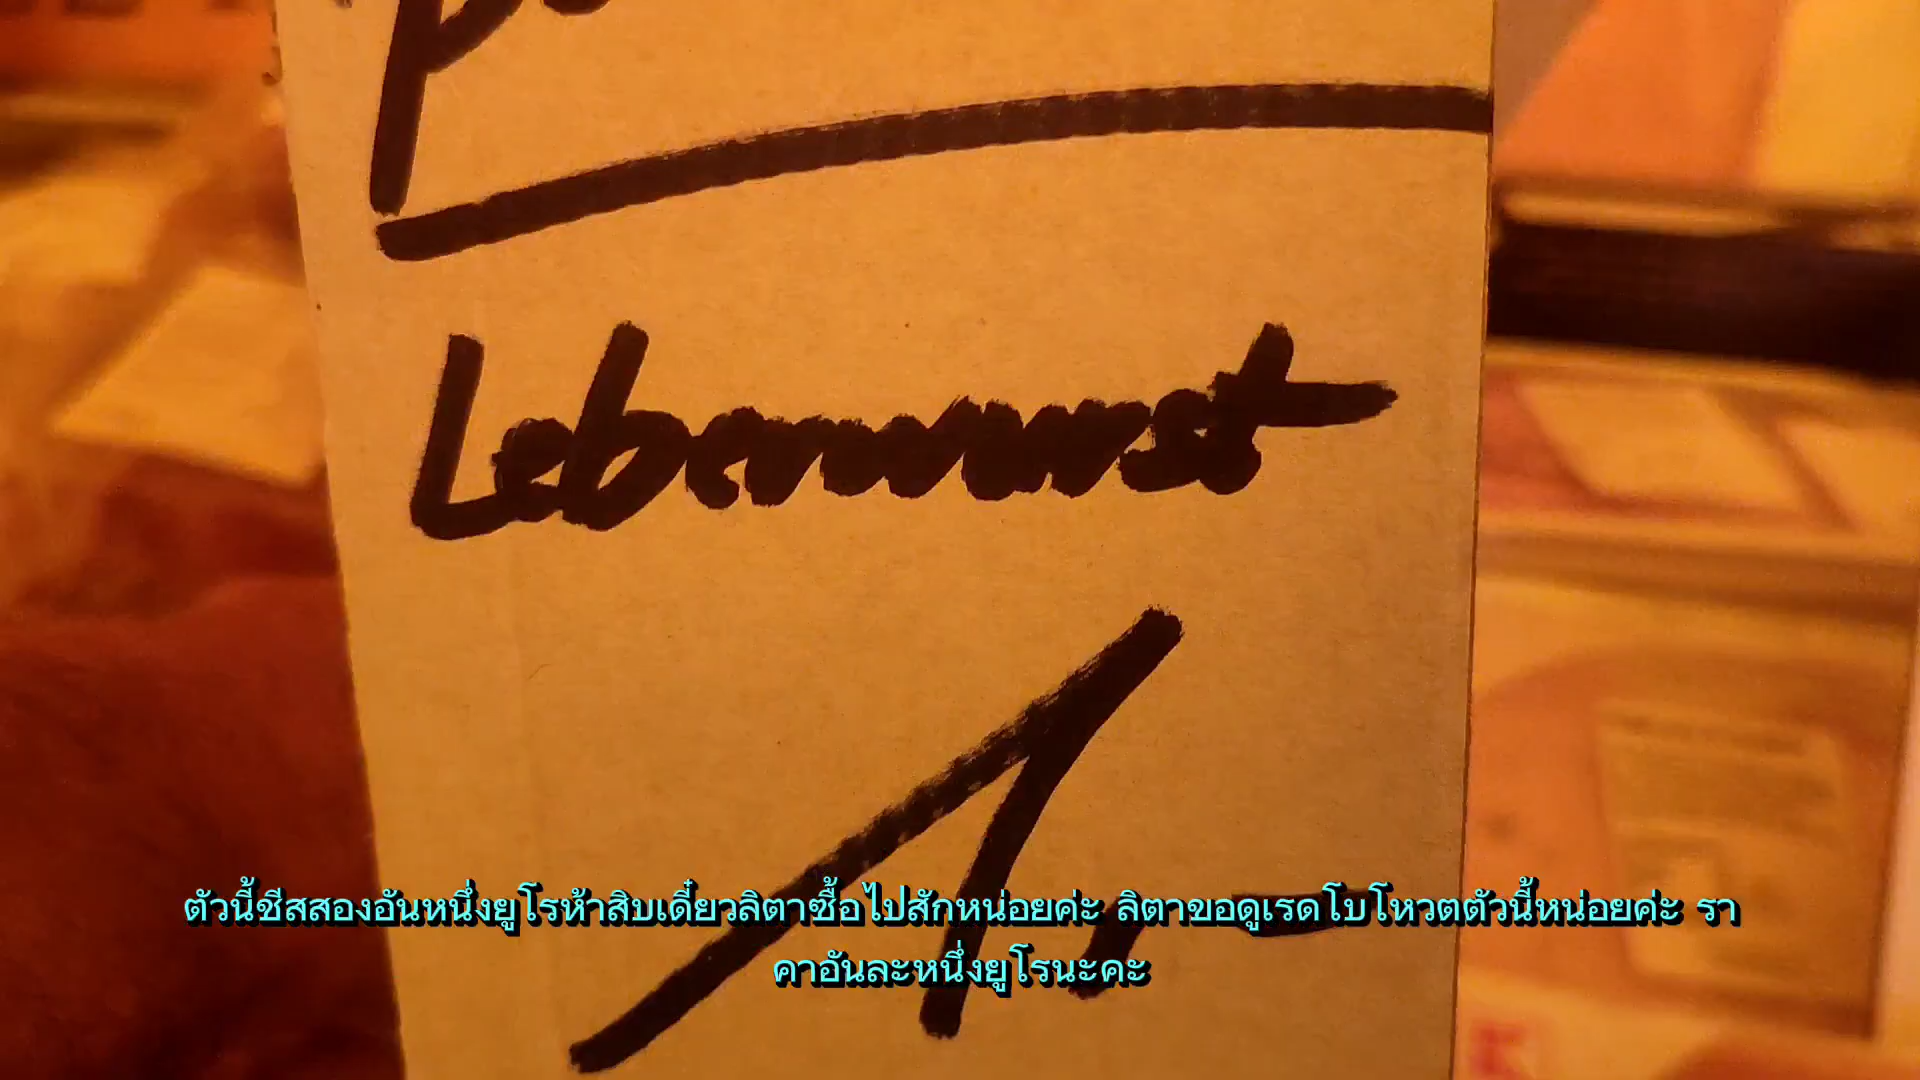 Leberwurst
1,-
ตัวนี้ชีสสองอันหนึ่งยูโรห้าสิบเดี๋ยวลิตาซื้อไปสักหน่อยค่ะ ลิตาขอดูเรดโบโหวตตัวนี้หน่อยค่ะ รา
คาอันละหนึ่งยูโรนะคะ